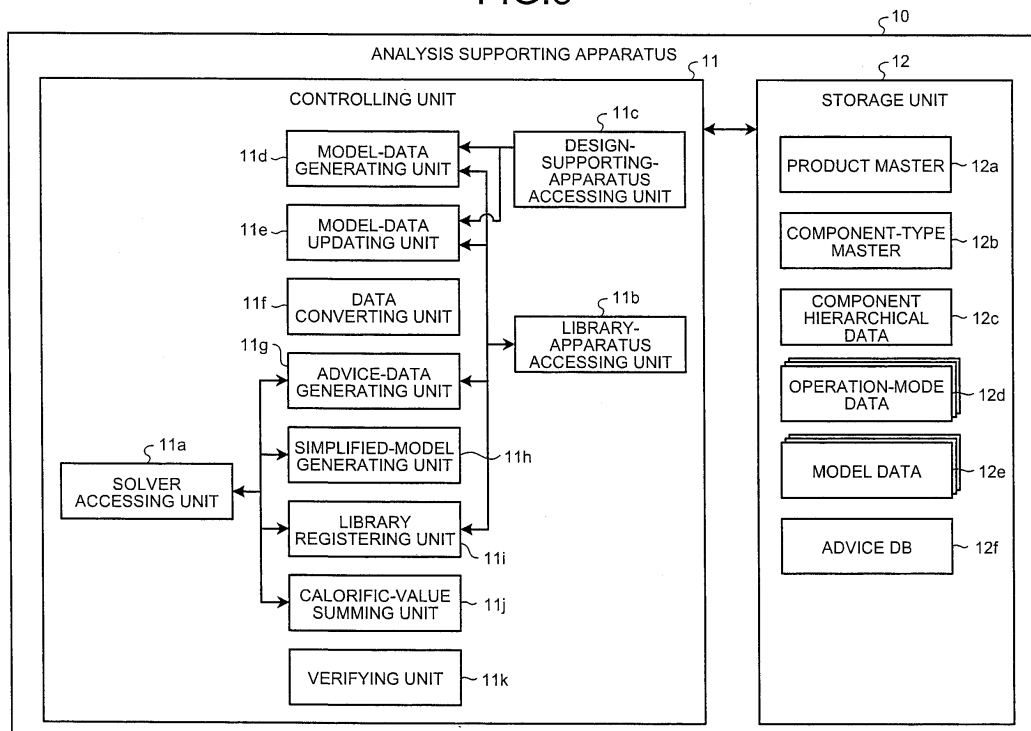 10
ANALYSIS SUPPORTING APPARATUS
11
CONTROLLING UNIT
11c
DESIGN-
SUPPORTING-
APPARATUS
ACCESSING UNIT
11d
MODEL-DATA
GENERATING UNIT
11e
MODEL-DATA
UPDATING UNIT
11f
DATA
CONVERTING UNIT
11b
LIBRARY-
APPARATUS
ACCESSING UNIT
11g
ADVICE-DATA
GENERATING UNIT
SIMPLIFIED-MODEL
GENERATING UNIT
11h
11a
SOLVER
ACCESSING UNIT
LIBRARY
REGISTERING UNIT
11i
CALORIFIC-VALUE
SUMMING UNIT
11j
VERIFYING UNIT
11k
12
STORAGE UNIT
PRODUCT MASTER
12a
COMPONENT-TYPE
MASTER
12b
COMPONENT
HIERARCHICAL
DATA
12c
OPERATION-MODE
DATA
12d
MODEL DATA
12e
ADVICE DB
12f